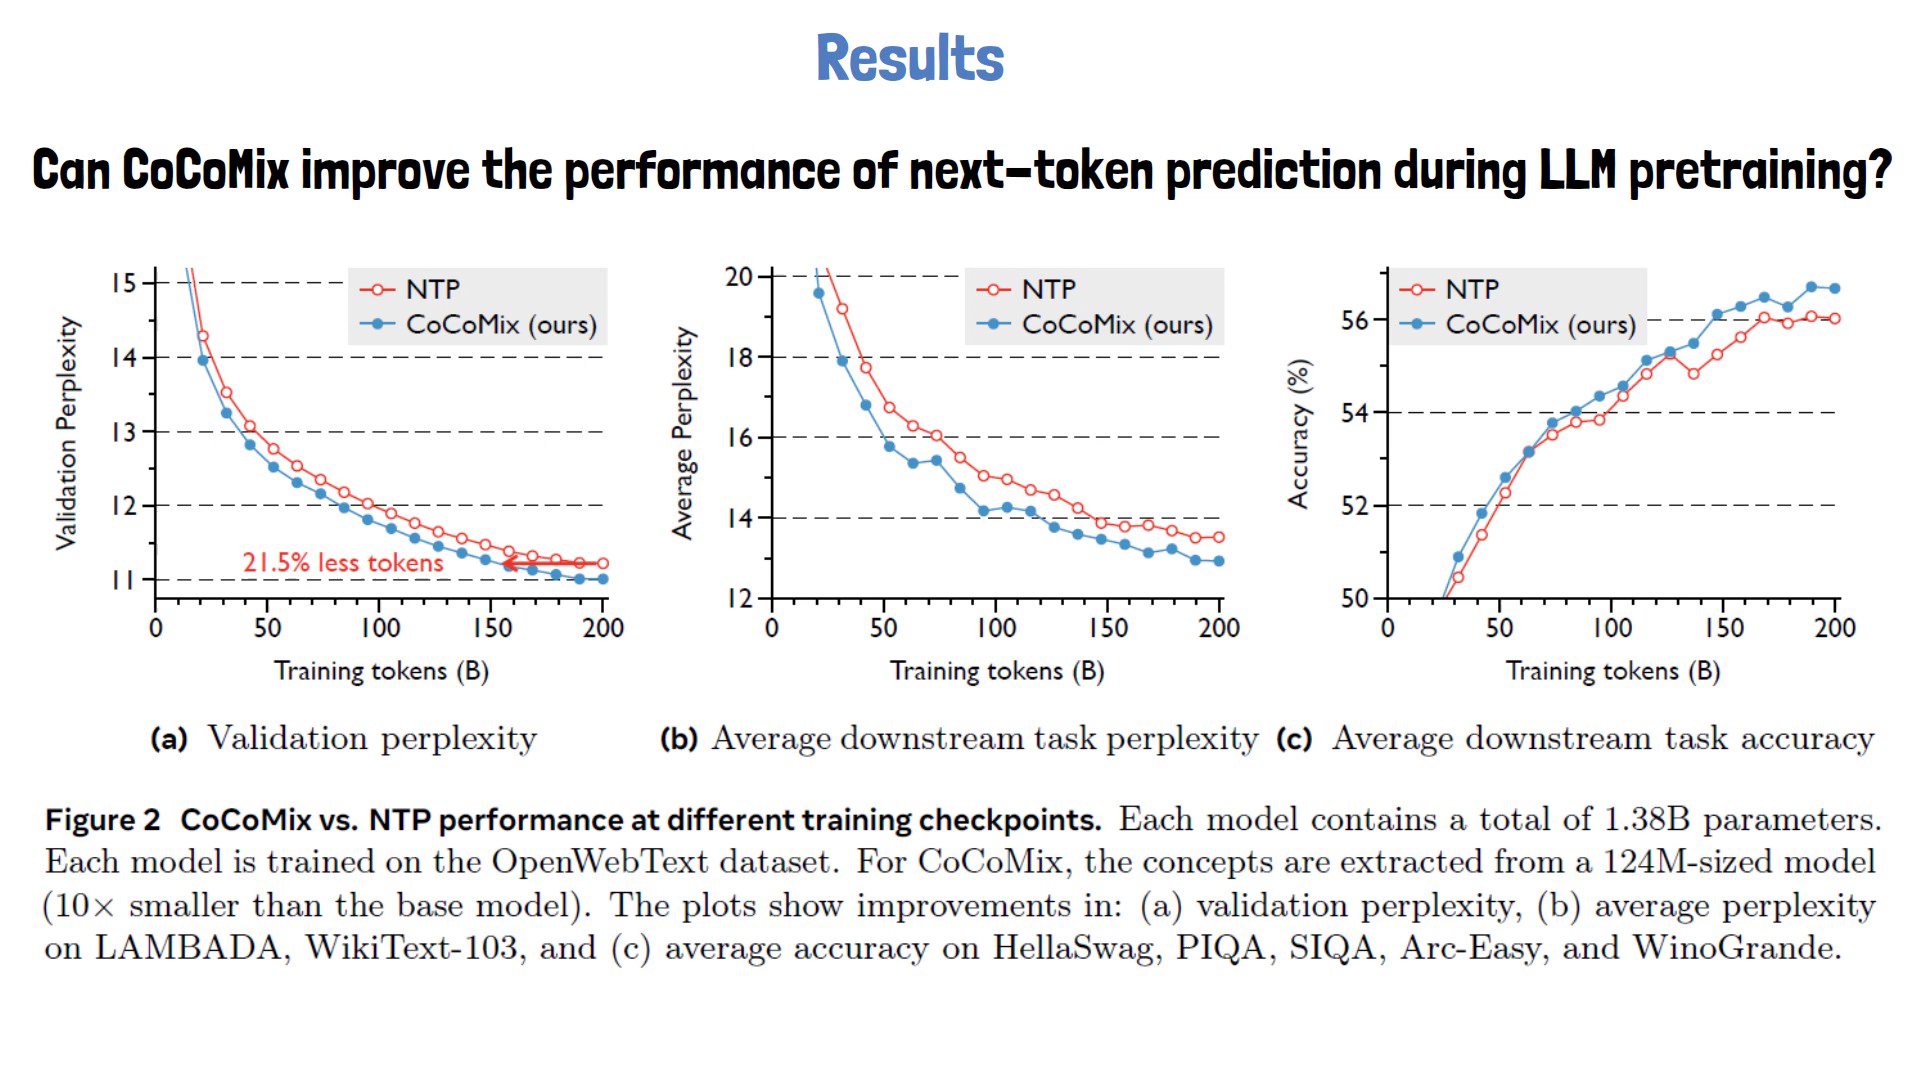 Results
Can CoCoMix improve the performance of next-token prediction during LLM pretraining?
15
14
13
12
11
Validation Perplexity
NTP
CoCoMix (ours)
21.5% less tokens
0 50 100 150 200
Training tokens (B)
(a) Validation perplexity
20
18
16
14
12
Average Perplexity
NTP
CoCoMix (ours)
0 50 100 150 200
Training tokens (B)
(b) Average downstream task perplexity
56
54
52
50
Accuracy (%)
NTP
CoCoMix (ours)
0 50 100 150 200
Training tokens (B)
(c) Average downstream task accuracy
Figure 2 CoCoMix vs. NTP performance at different training checkpoints. Each model contains a total of 1.38B parameters.
Each model is trained on the OpenWebText dataset. For CoCoMix, the concepts are extracted from a 124M-sized model
(10× smaller than the base model). The plots show improvements in: (a) validation perplexity, (b) average perplexity
on LAMBADA, WikiText-103, and (c) average accuracy on HellaSwag, PIQA, SIQA, Arc-Easy, and WinoGrande.